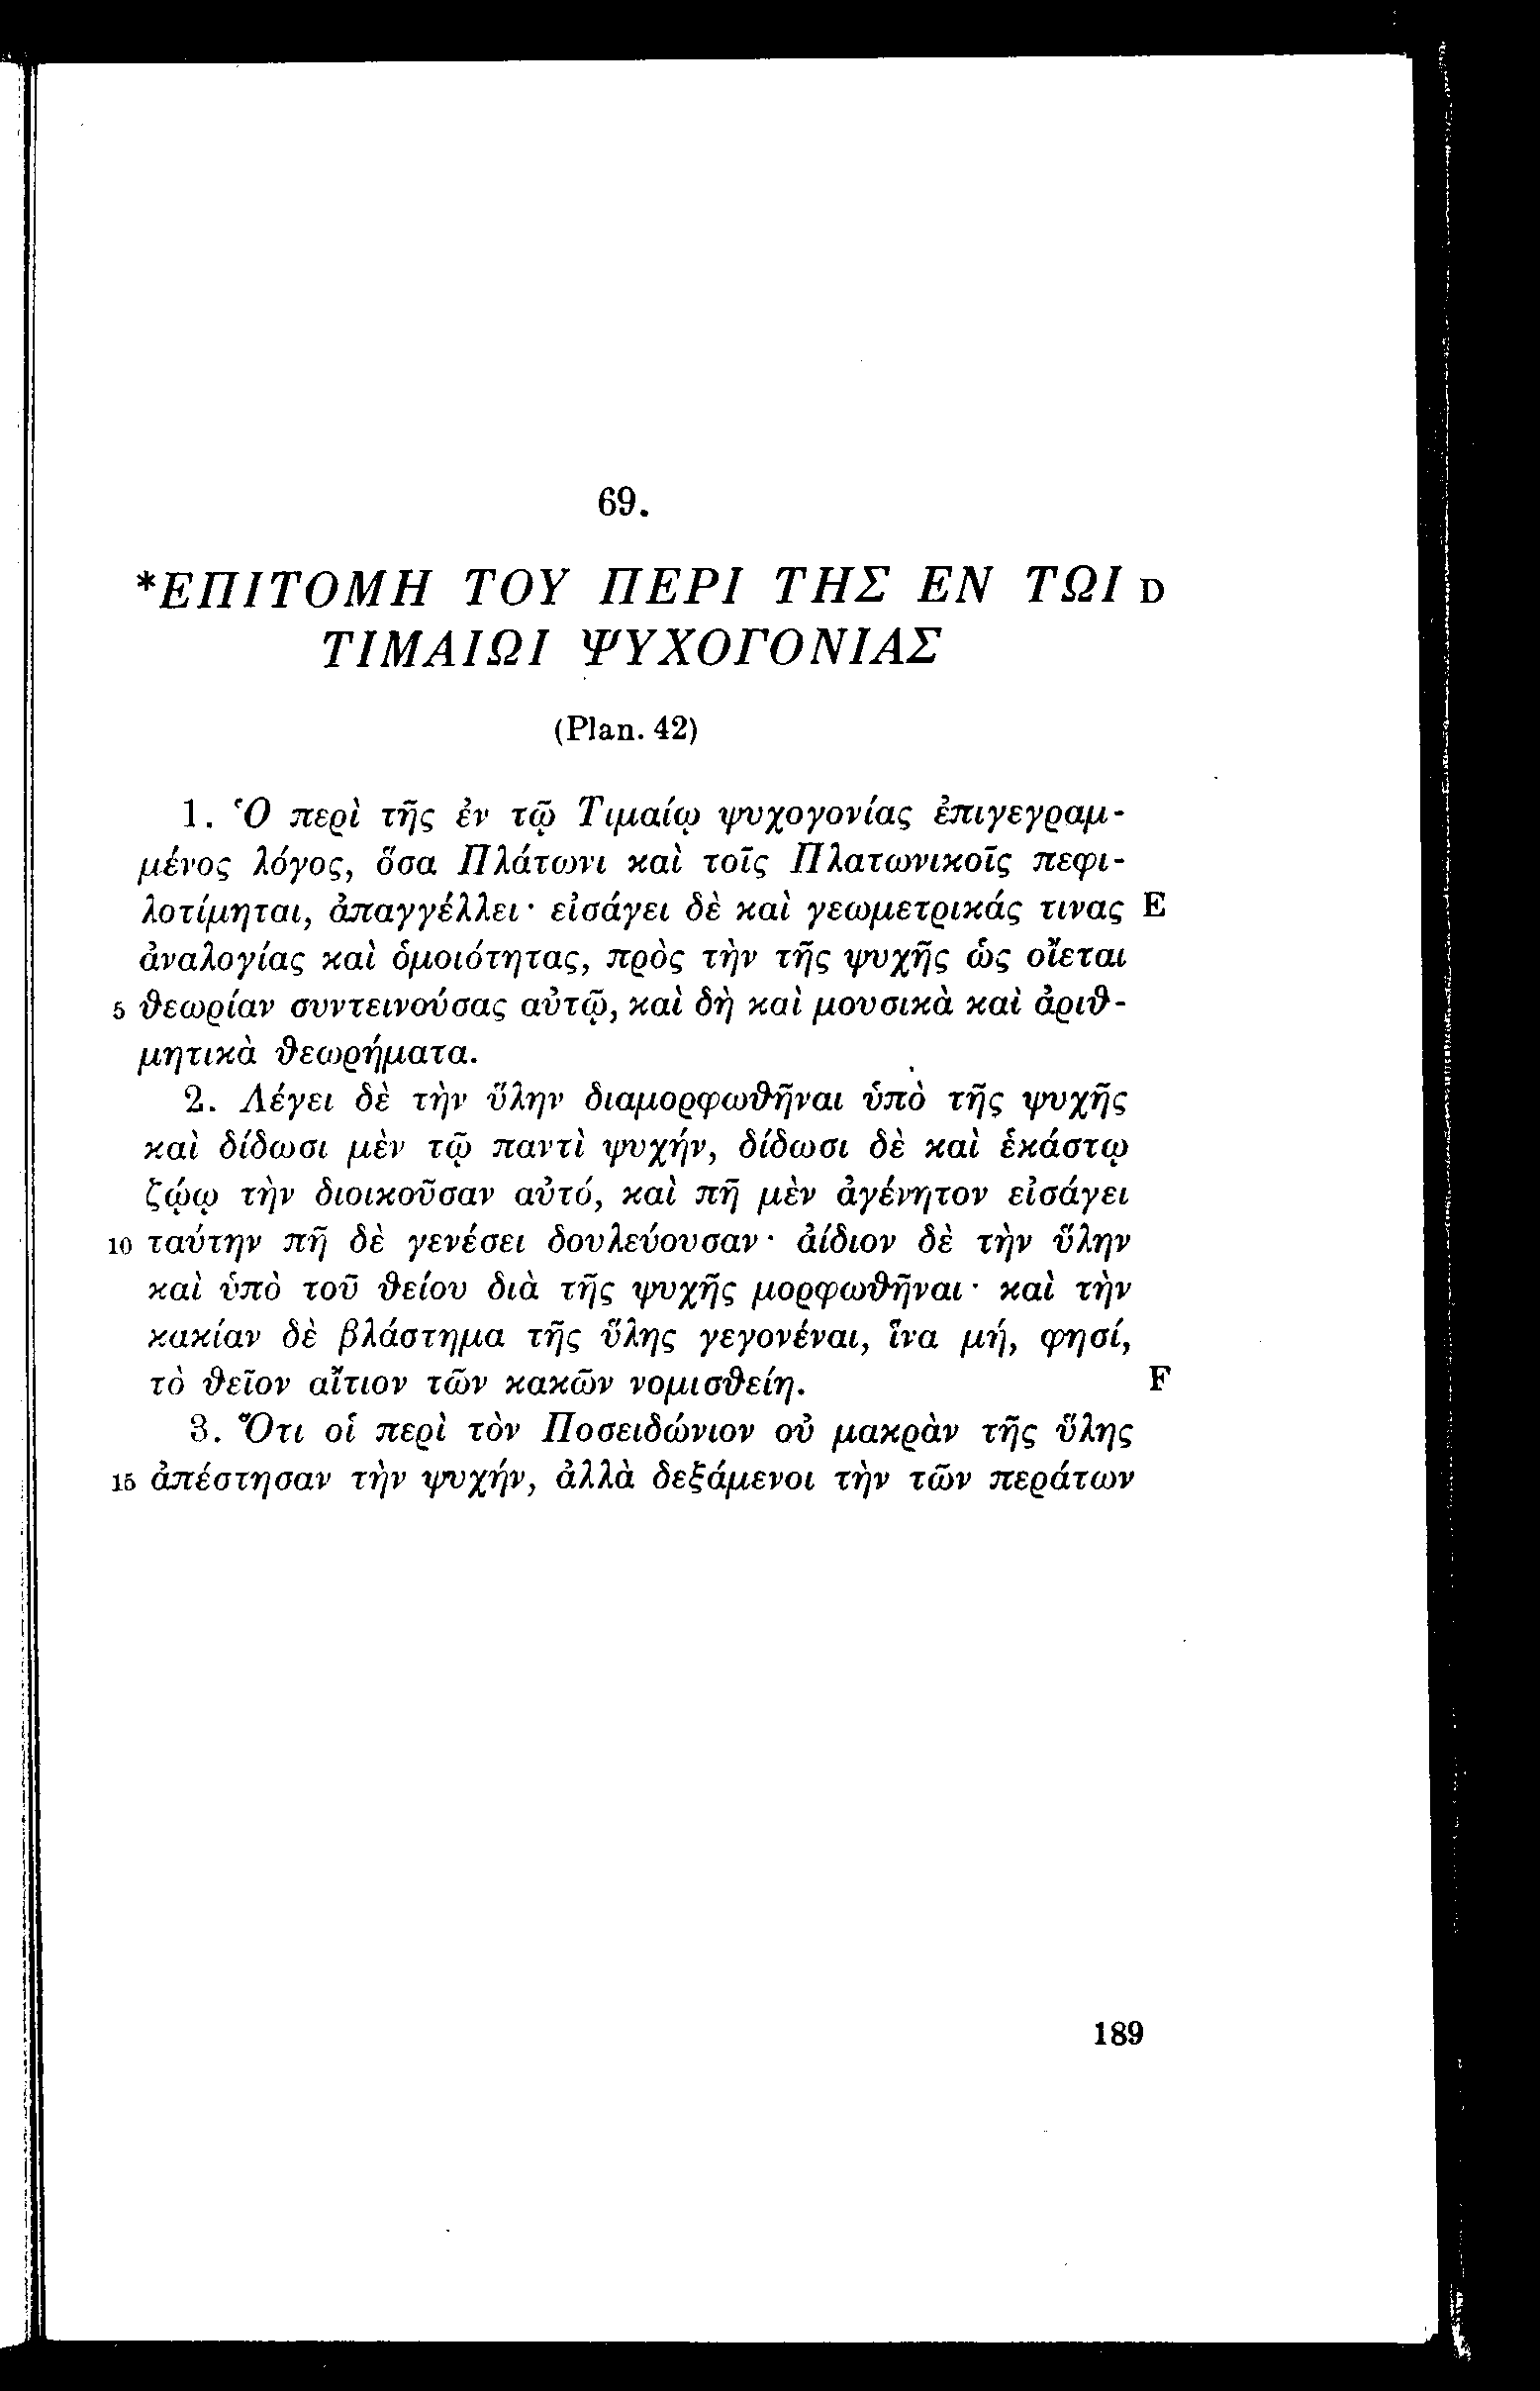 69.
*ΕΠΙΤΟΜΗ ΤΟΥ ΠΕΡΙ ΤΗΣ ΕΝ ΤΩΙ D
ΤΙΜΑΙΩΙ ΨΥΧΟΓΟΝΙΑΣ
(Plan. 42)
1. Ὁ περὶ τῆς ἐν τῷ Τιμαίῳ ψυχογονίας ἐπιγεγραμ-
μένος λόγος, ὅσα Πλάτωνι καὶ τοῖς Πλατωνικοῖς πεφι-
λοτίμηται, ἀπαγγέλλει· εἰσάγει δὲ καὶ γεωμετρικάς τινας E
ἀναλογίας καὶ ὁμοιότητας, πρὸς τὴν τῆς ψυχῆς ὡς οἴεται
5 θεωρίαν συντεινούσας αὐτῷ, καὶ δὴ καὶ μουσικὰ καὶ ἀριθ-
μητικὰ θεωρήματα.
2. Λέγει δὲ τὴν ὕλην διαμορφωθῆναι ὑπὸ τῆς ψυχῆς
καὶ δίδωσι μὲν τῷ παντὶ ψυχήν, δίδωσι δὲ καὶ ἑκάστῳ
ζῴῳ τὴν διοικοῦσαν αὐτό, καὶ πῆ μὲν ἀγένητον εἰσάγει
10 ταύτην πῆ δὲ γενέσει δουλεύουσαν· ἀίδιον δὲ τὴν ὕλην
καὶ ὑπὸ τοῦ θείου διὰ τῆς ψυχῆς μορφωθῆναι· καὶ τὴν
κακίαν δὲ βλάστημα τῆς ὕλης γεγονέναι, ἵνα μή, φησί,
τὸ θεῖον αἴτιον τῶν κακῶν νομισθείη. F
3. Ὅτι οἱ περὶ τὸν Ποσειδώνιον οὐ μακρὰν τῆς ὕλης
15 ἀπέστησαν τὴν ψυχήν, ἀλλὰ δεξάμενοι τὴν τῶν περάτων
189